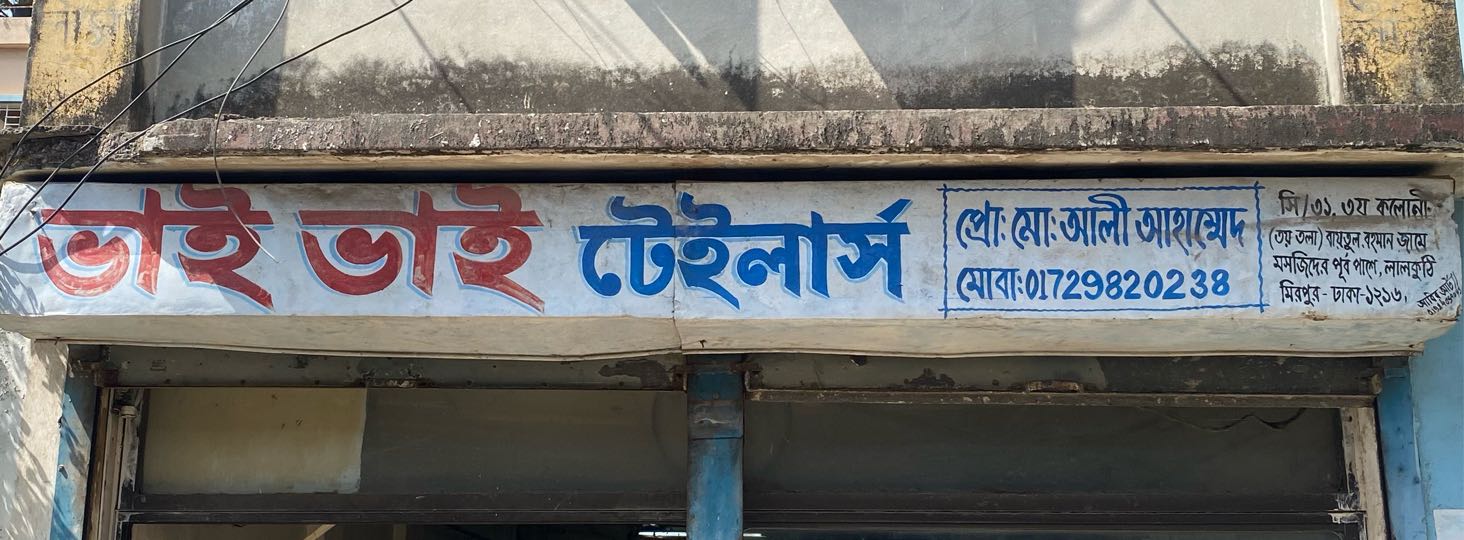 ভাই ভাই টেইলার্স
প্রো: মো: আলী আহাম্মেদ
মোবা: 01729820238
সি/৩১, ৩য় কলোনী
(৩য় তলা) বায়তুল রহমান জামে
মসজিদের পূর্ব পাশে, লালকুঠি
মিরপুর - ঢাকা-১২১৬.